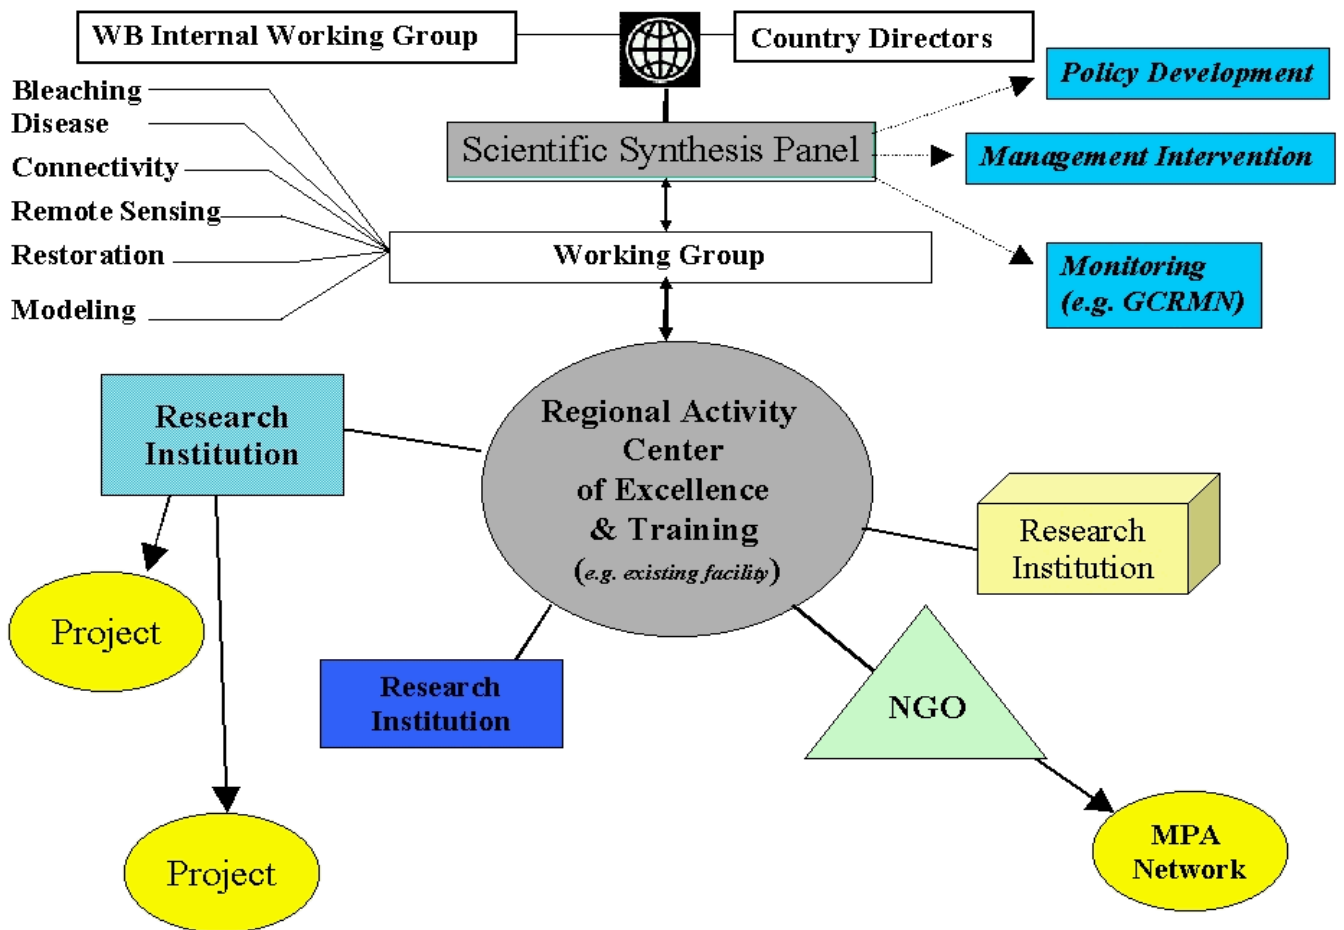 WB Internal Working Group
Country Directors
Policy Development
Bleaching
Disease
Scientific Synthesis Panel
Management Intervention
Connectivity
Remote Sensing
Restoration
Working Group
Monitoring
(e.g. GCRMN)
Modeling
Research
Institution
Regional Activity
Center
of Excellence
& Training
(e.g. existing facility)
Research
Institution
Project
Research
Institution
NGO
Project
MPA
Network